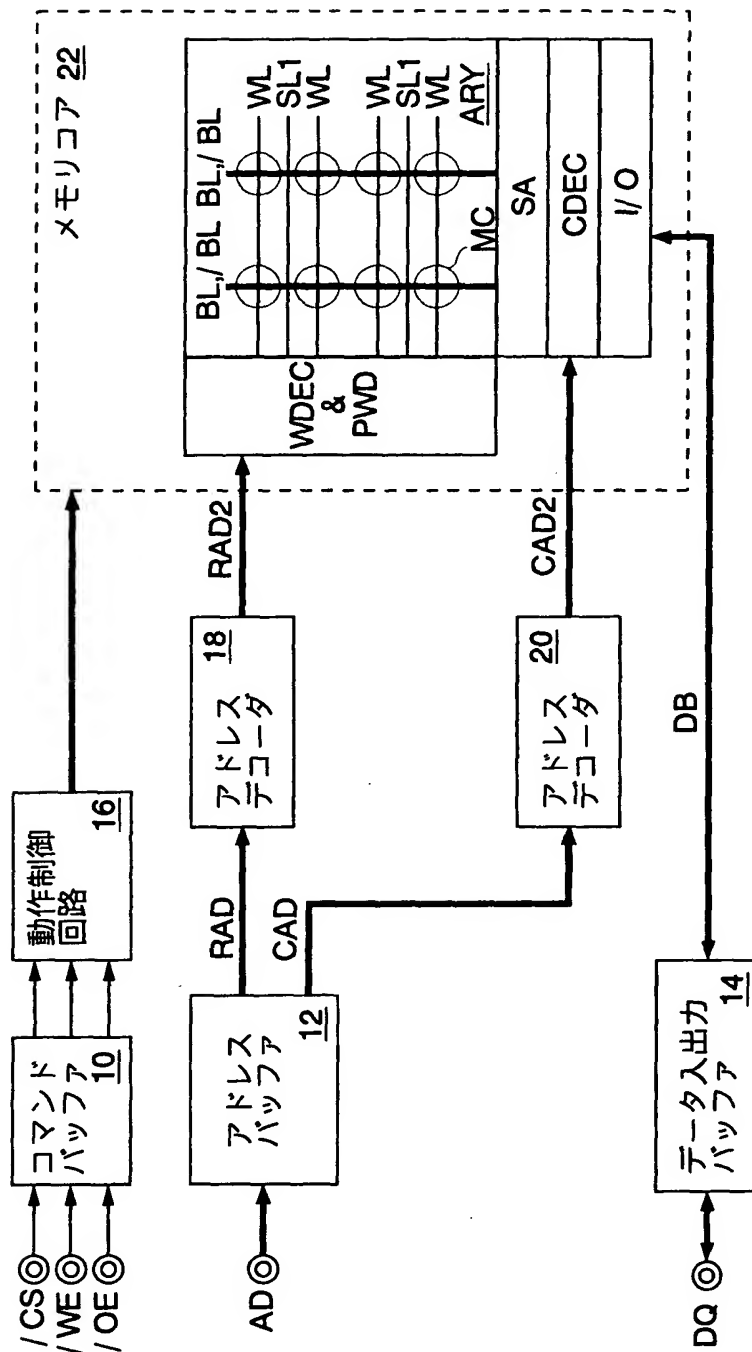 /CS
/WE
/OE
コマンド
バッファ
10
動作制御
回路
16
AD
アドレス
バッファ
12
RAD
CAD
アドレス
デコーダ
18
RAD2
アドレス
デコーダ
20
CAD2
DQ
データ入出力
バッファ
14
DB
メモリコア 22
BL,/BL BL,/BL
WL
SL1
WL
WL
SL1
WL
ARY
MC
WDEC
&
PWD
SA
CDEC
I/O